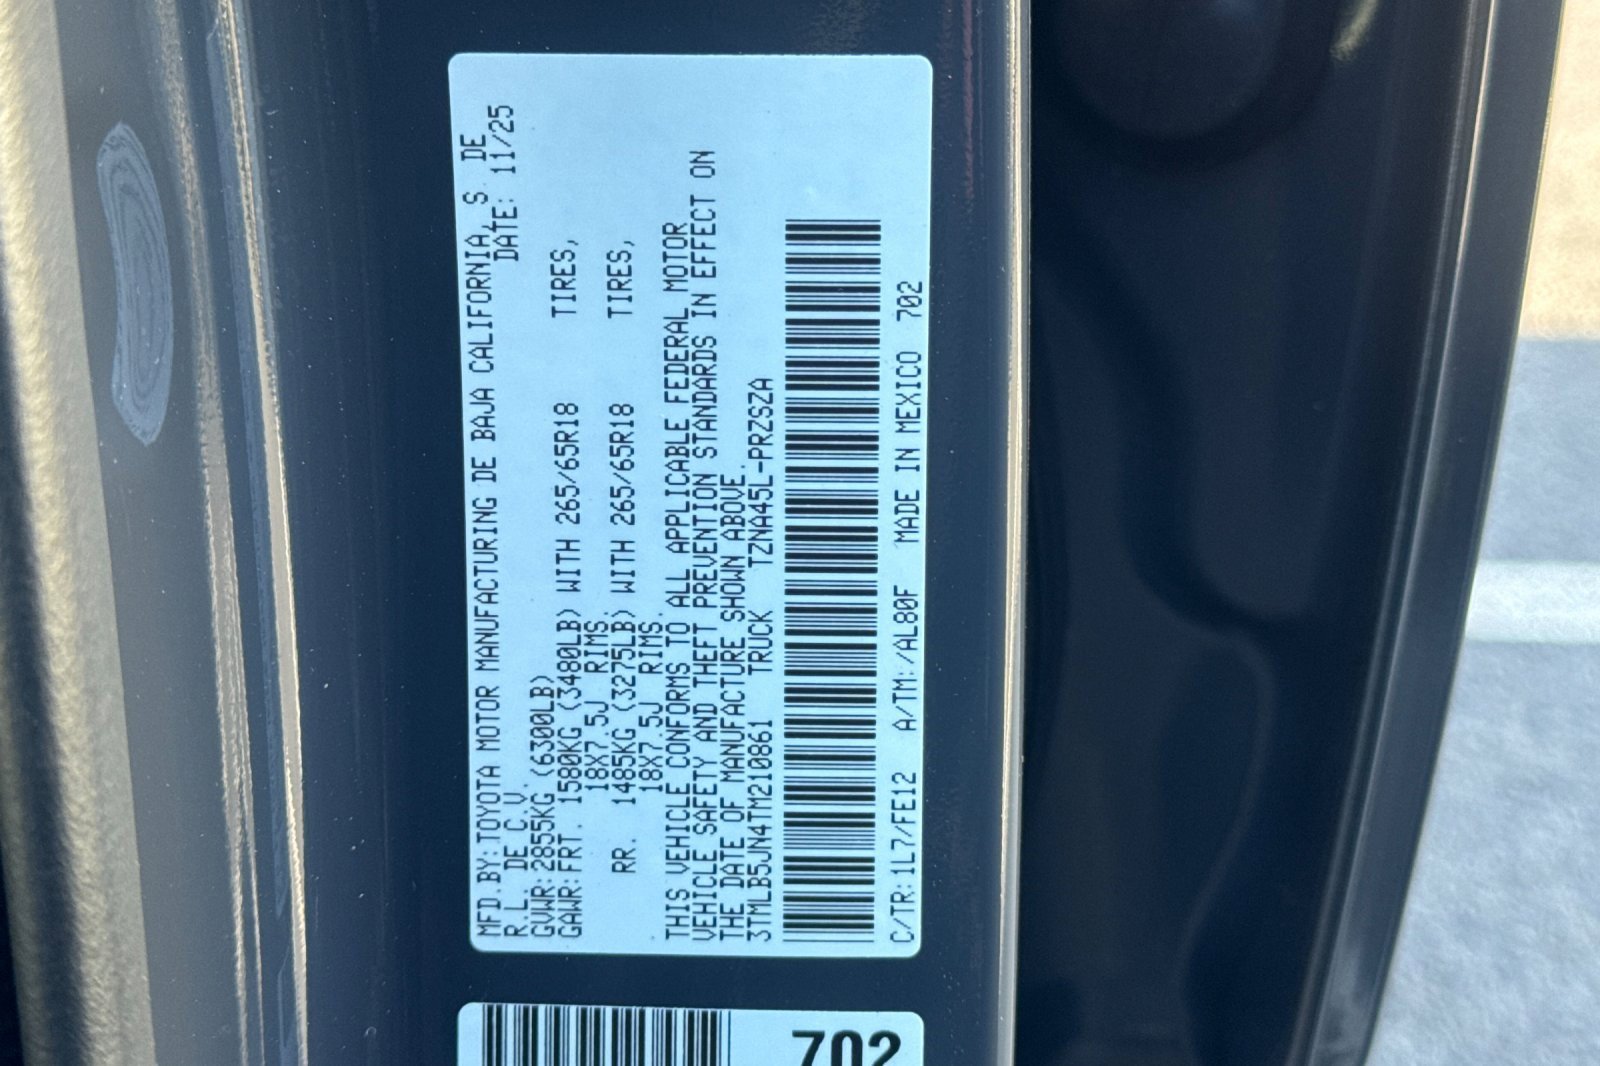 MFD.BY:TOYOTA MOTOR MANUFACTURING DE BAJA CALIFORNIA, S DE
R.L. DE C.V. DATE: 11/25
GVWR:2855KG (6300LB)
GAWR:FRT. 1580KG (3480LB) WITH 265/65R18 TIRES,
18X7.5J RIMS.
RR. 1485KG (3275LB) WITH 265/65R18 TIRES,
18X7.5J RIMS.
THIS VEHICLE CONFORMS TO ALL APPLICABLE FEDERAL MOTOR
VEHICLE SAFETY AND THEFT PREVENTION STANDARDS IN EFFECT ON
THE DATE OF MANUFACTURE SHOWN ABOVE.
3TMLB5JN4TM210861 TRUCK TZNA45L-PRZSZA
C/TR:1L7/FE12 A/TM:/AL80F MADE IN MEXICO 702
702